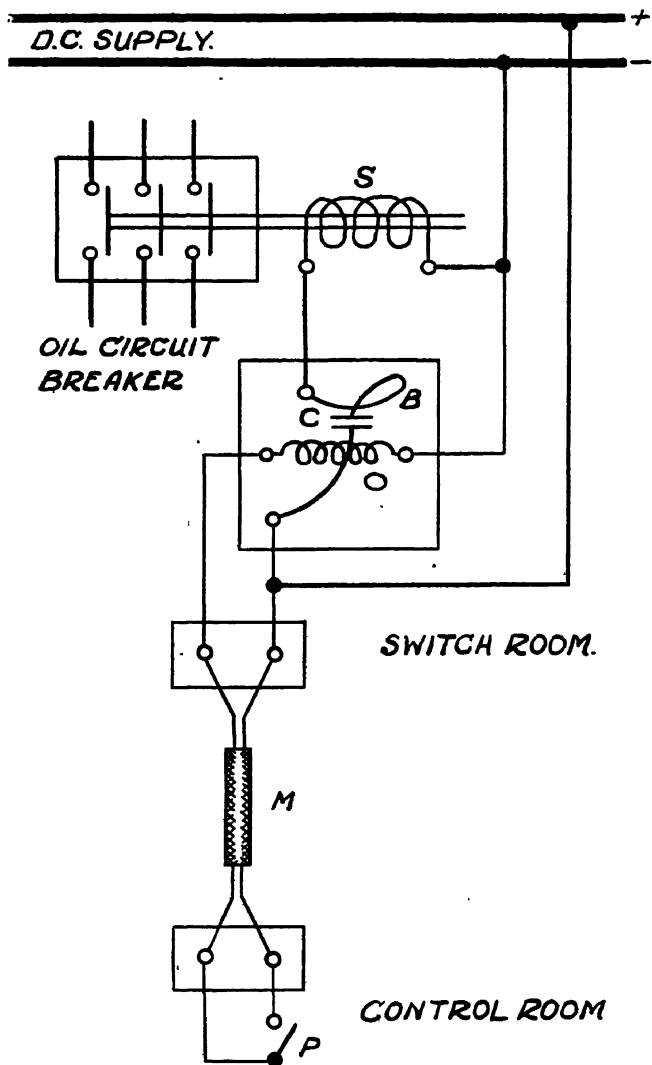 +
D.C. SUPPLY.
−
S
OIL CIRCUIT
BREAKER
B
C
O
SWITCH ROOM.
M
CONTROL ROOM
P